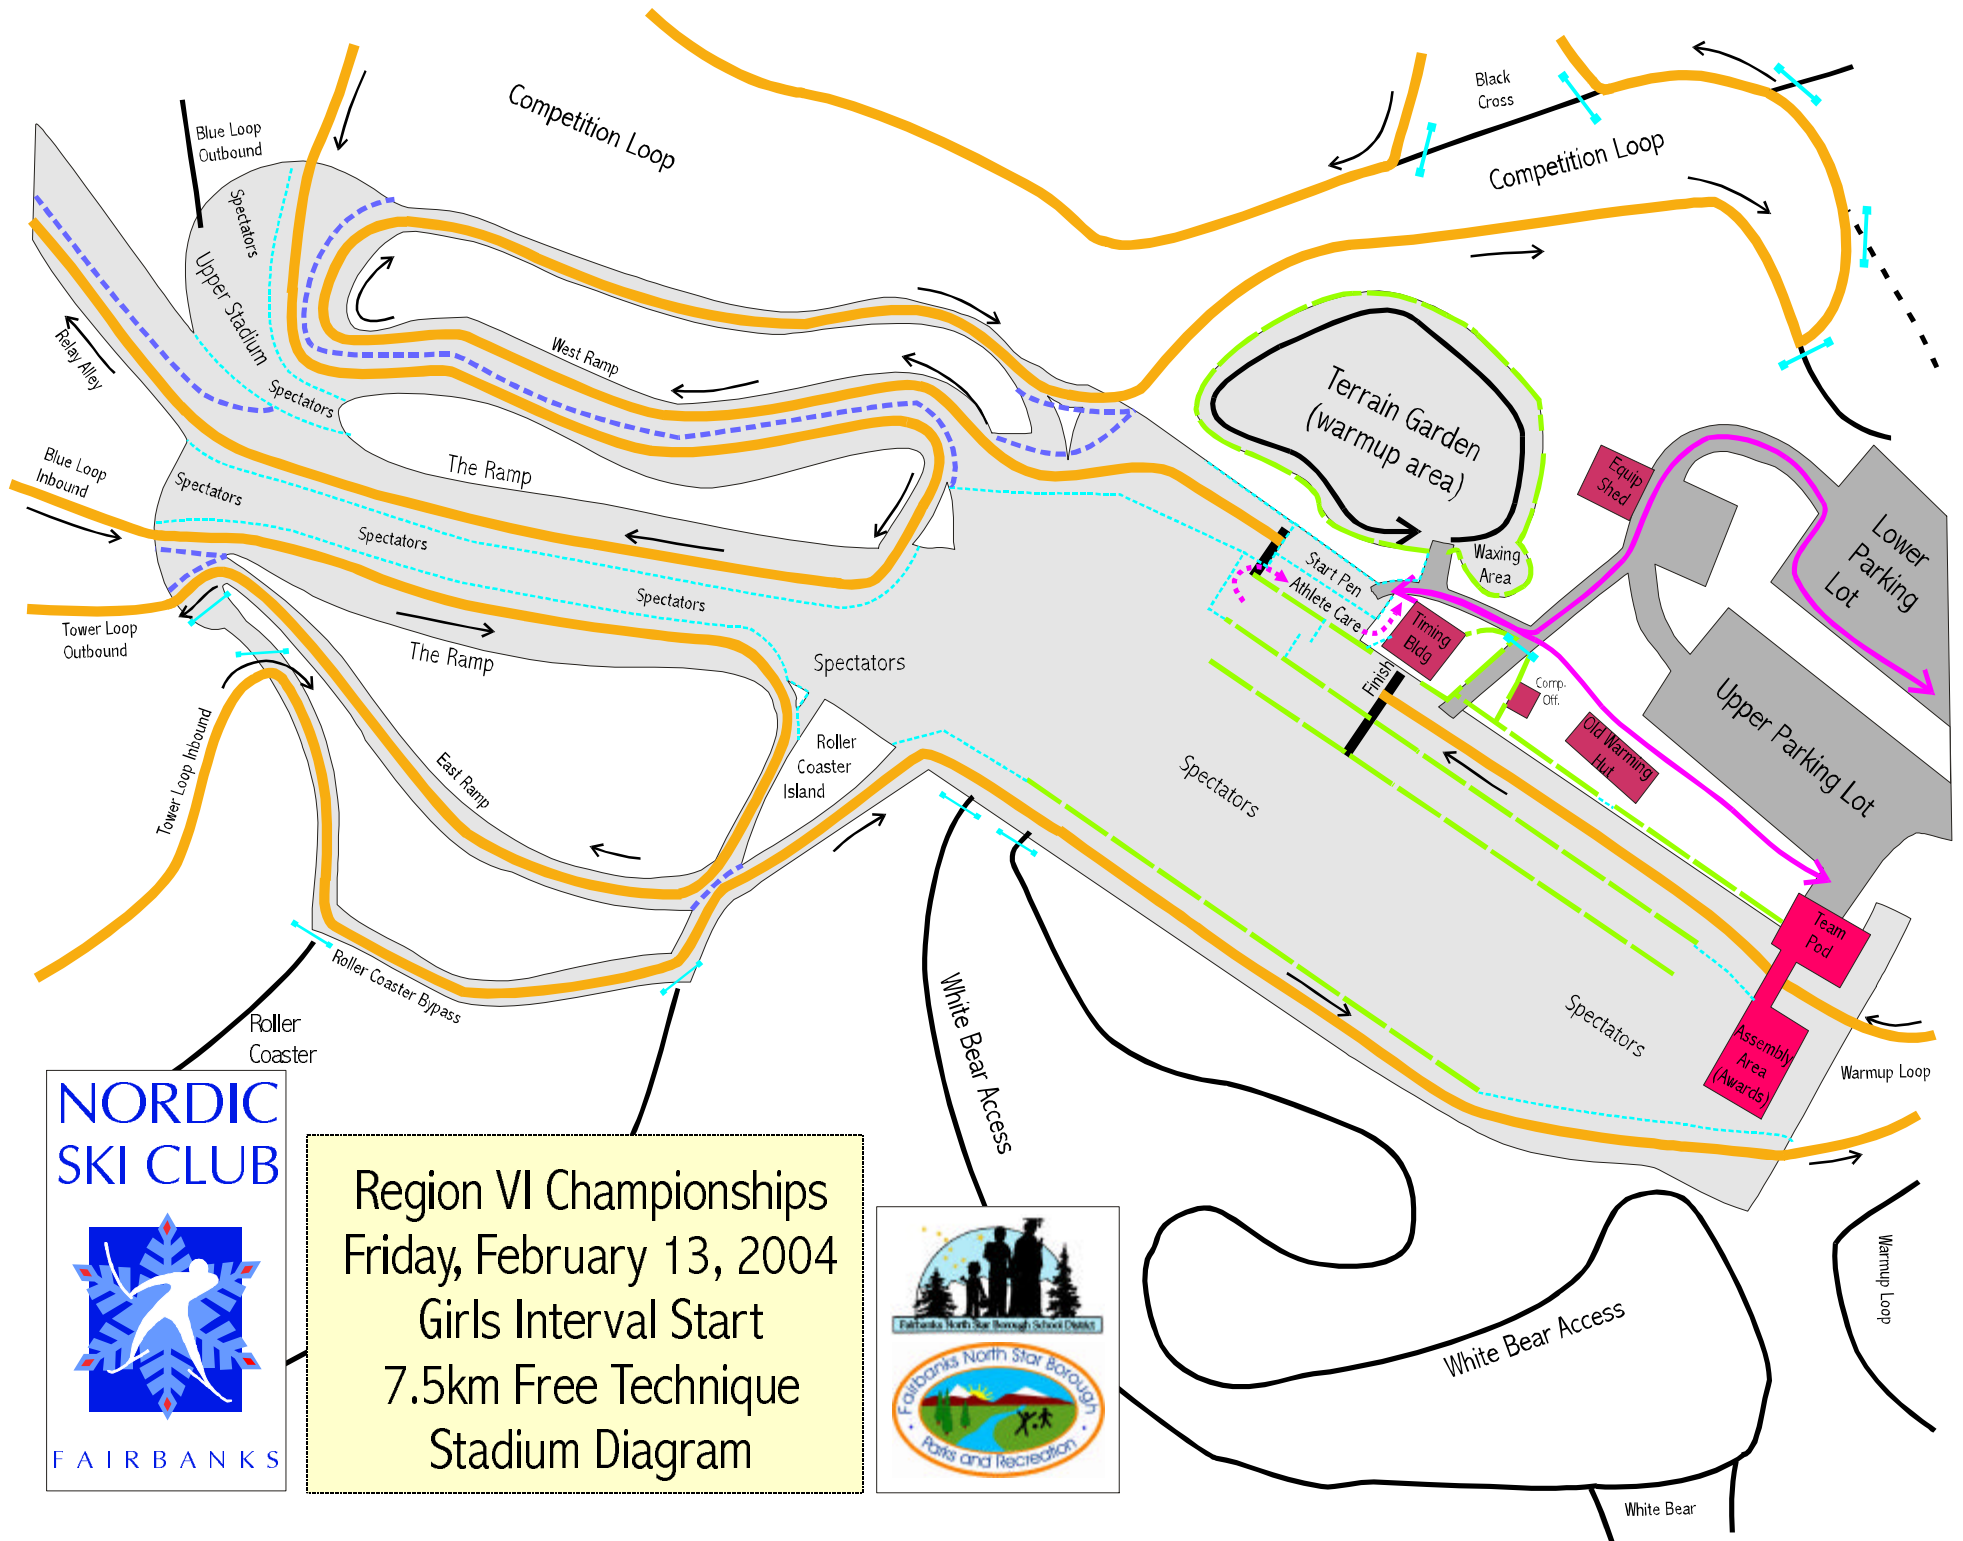 Competition Loop
Black
Cross
Competition Loop
Blue Loop
Outbound
Spectators
Upper Stadium
Relay Alley
Spectators
West Ramp
Terrain Garden
(warmup area)
Equip
Shed
Lower
Parking
Lot
Blue Loop
Inbound
Spectators
The Ramp
Spectators
Spectators
Start Pen
Athlete Care
Waxing
Area
Timing
Bldg
Finish
Comp.
Off.
Old Warming
Hut
Upper Parking Lot
Tower Loop
Outbound
The Ramp
Spectators
Roller
Coaster
Island
Spectators
Tower Loop Inbound
East Ramp
Team
Pod
Roller Coaster Bypass
Spectators
Assembly
Area
(Awards)
Warmup Loop
Roller
Coaster
White Bear Access
NORDIC
SKI CLUB
FAIRBANKS
Region VI Championships
Friday, February 13, 2004
Girls Interval Start
7.5km Free Technique
Stadium Diagram
Fairbanks North Star Borough School District
Fairbanks North Star Borough
Parks and Recreation
White Bear Access
Warmup Loop
White Bear